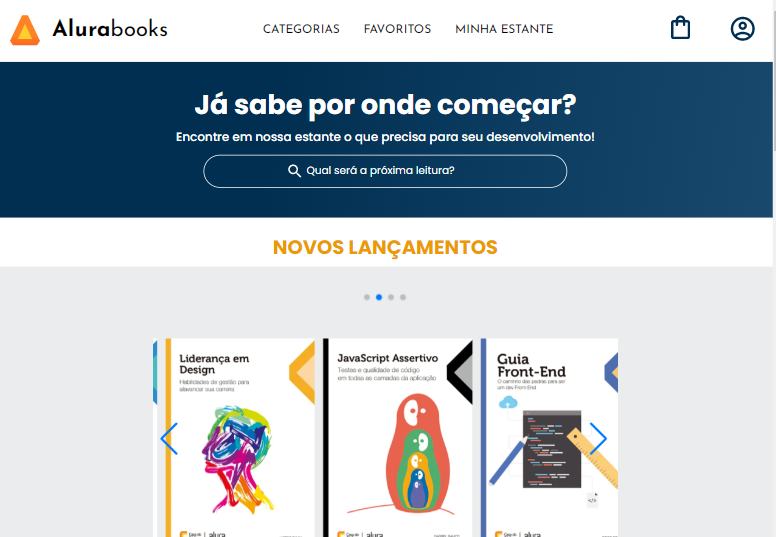 Alurabooks
CATEGORIAS
FAVORITOS
MINHA ESTANTE
Já sabe por onde começar?
Encontre em nossa estante o que precisa para seu desenvolvimento!
Qual será a próxima leitura?
NOVOS LANÇAMENTOS
Liderança em
Design
Habilidades de gestão para
alavancar sua carreira
JavaScript Assertivo
Testes e qualidade de código
em todas as camadas da aplicação
Guia
Front-End
O caminho das pedras para ser
um dev Front-End
</>
alura
alura
alura